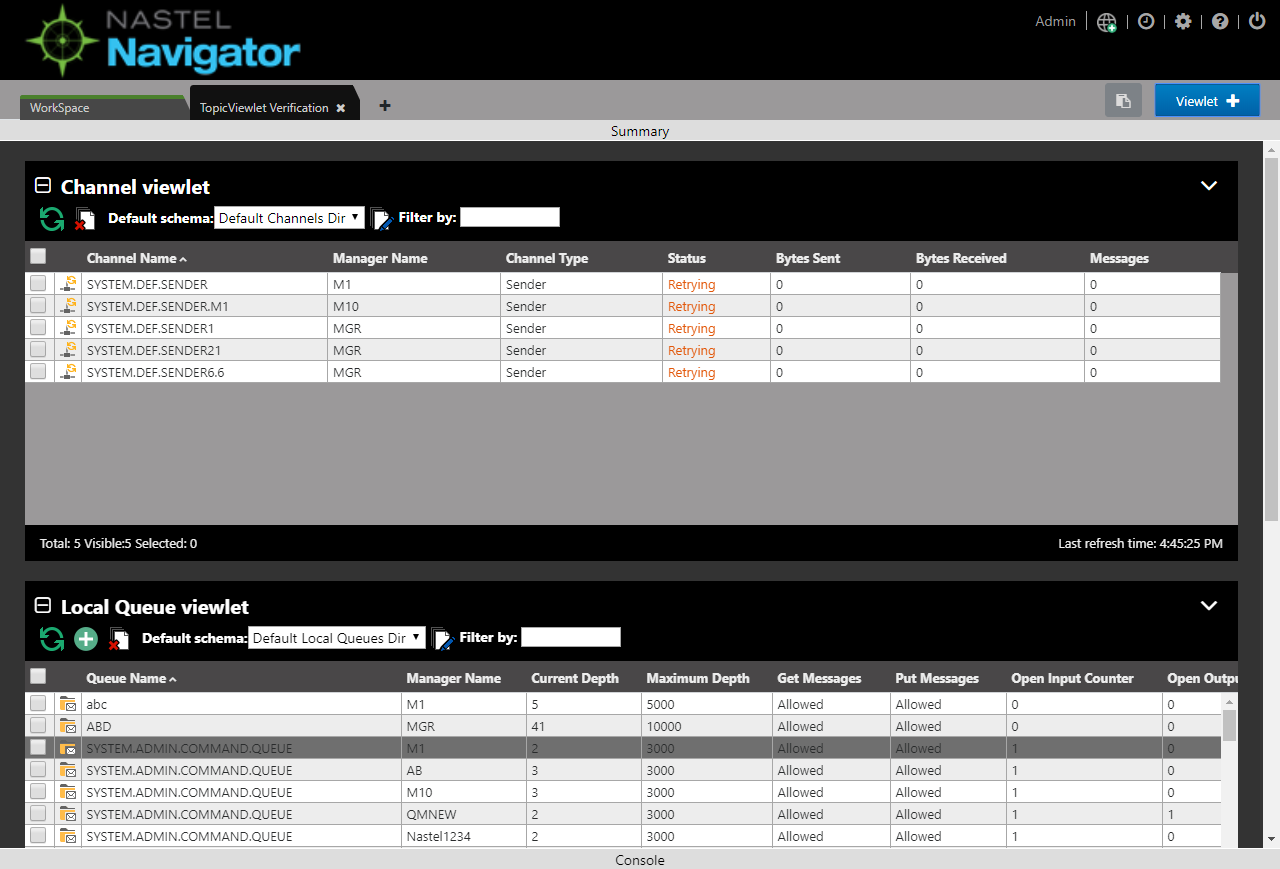 NASTEL
Navigator
Admin
WorkSpace
TopicViewlet Verification
Viewlet
Summary
Channel viewlet
Default schema: Default Channels Dir Filter by:
Channel Name Manager Name Channel Type Status Bytes Sent Bytes Received Messages
SYSTEM.DEF.SENDER M1 Sender Retrying 0 0 0
SYSTEM.DEF.SENDER.M1 M10 Sender Retrying 0 0 0
SYSTEM.DEF.SENDER1 MGR Sender Retrying 0 0 0
SYSTEM.DEF.SENDER21 MGR Sender Retrying 0 0 0
SYSTEM.DEF.SENDER6.6 MGR Sender Retrying 0 0 0
Total: 5 Visible:5 Selected: 0 Last refresh time: 4:45:25 PM
Local Queue viewlet
Default schema: Default Local Queues Dir Filter by:
Queue Name Manager Name Current Depth Maximum Depth Get Messages Put Messages Open Input Counter Open Outpu
abc M1 5 5000 Allowed Allowed 0 0
ABD MGR 41 10000 Allowed Allowed 0 0
SYSTEM.ADMIN.COMMAND.QUEUE M1 2 3000 Allowed Allowed 1 0
SYSTEM.ADMIN.COMMAND.QUEUE AB 3 3000 Allowed Allowed 1 0
SYSTEM.ADMIN.COMMAND.QUEUE M10 3 3000 Allowed Allowed 1 0
SYSTEM.ADMIN.COMMAND.QUEUE QMNEW 2 3000 Allowed Allowed 1 1
SYSTEM.ADMIN.COMMAND.QUEUE Nastel1234 2 3000 Allowed Allowed 1 0
Console